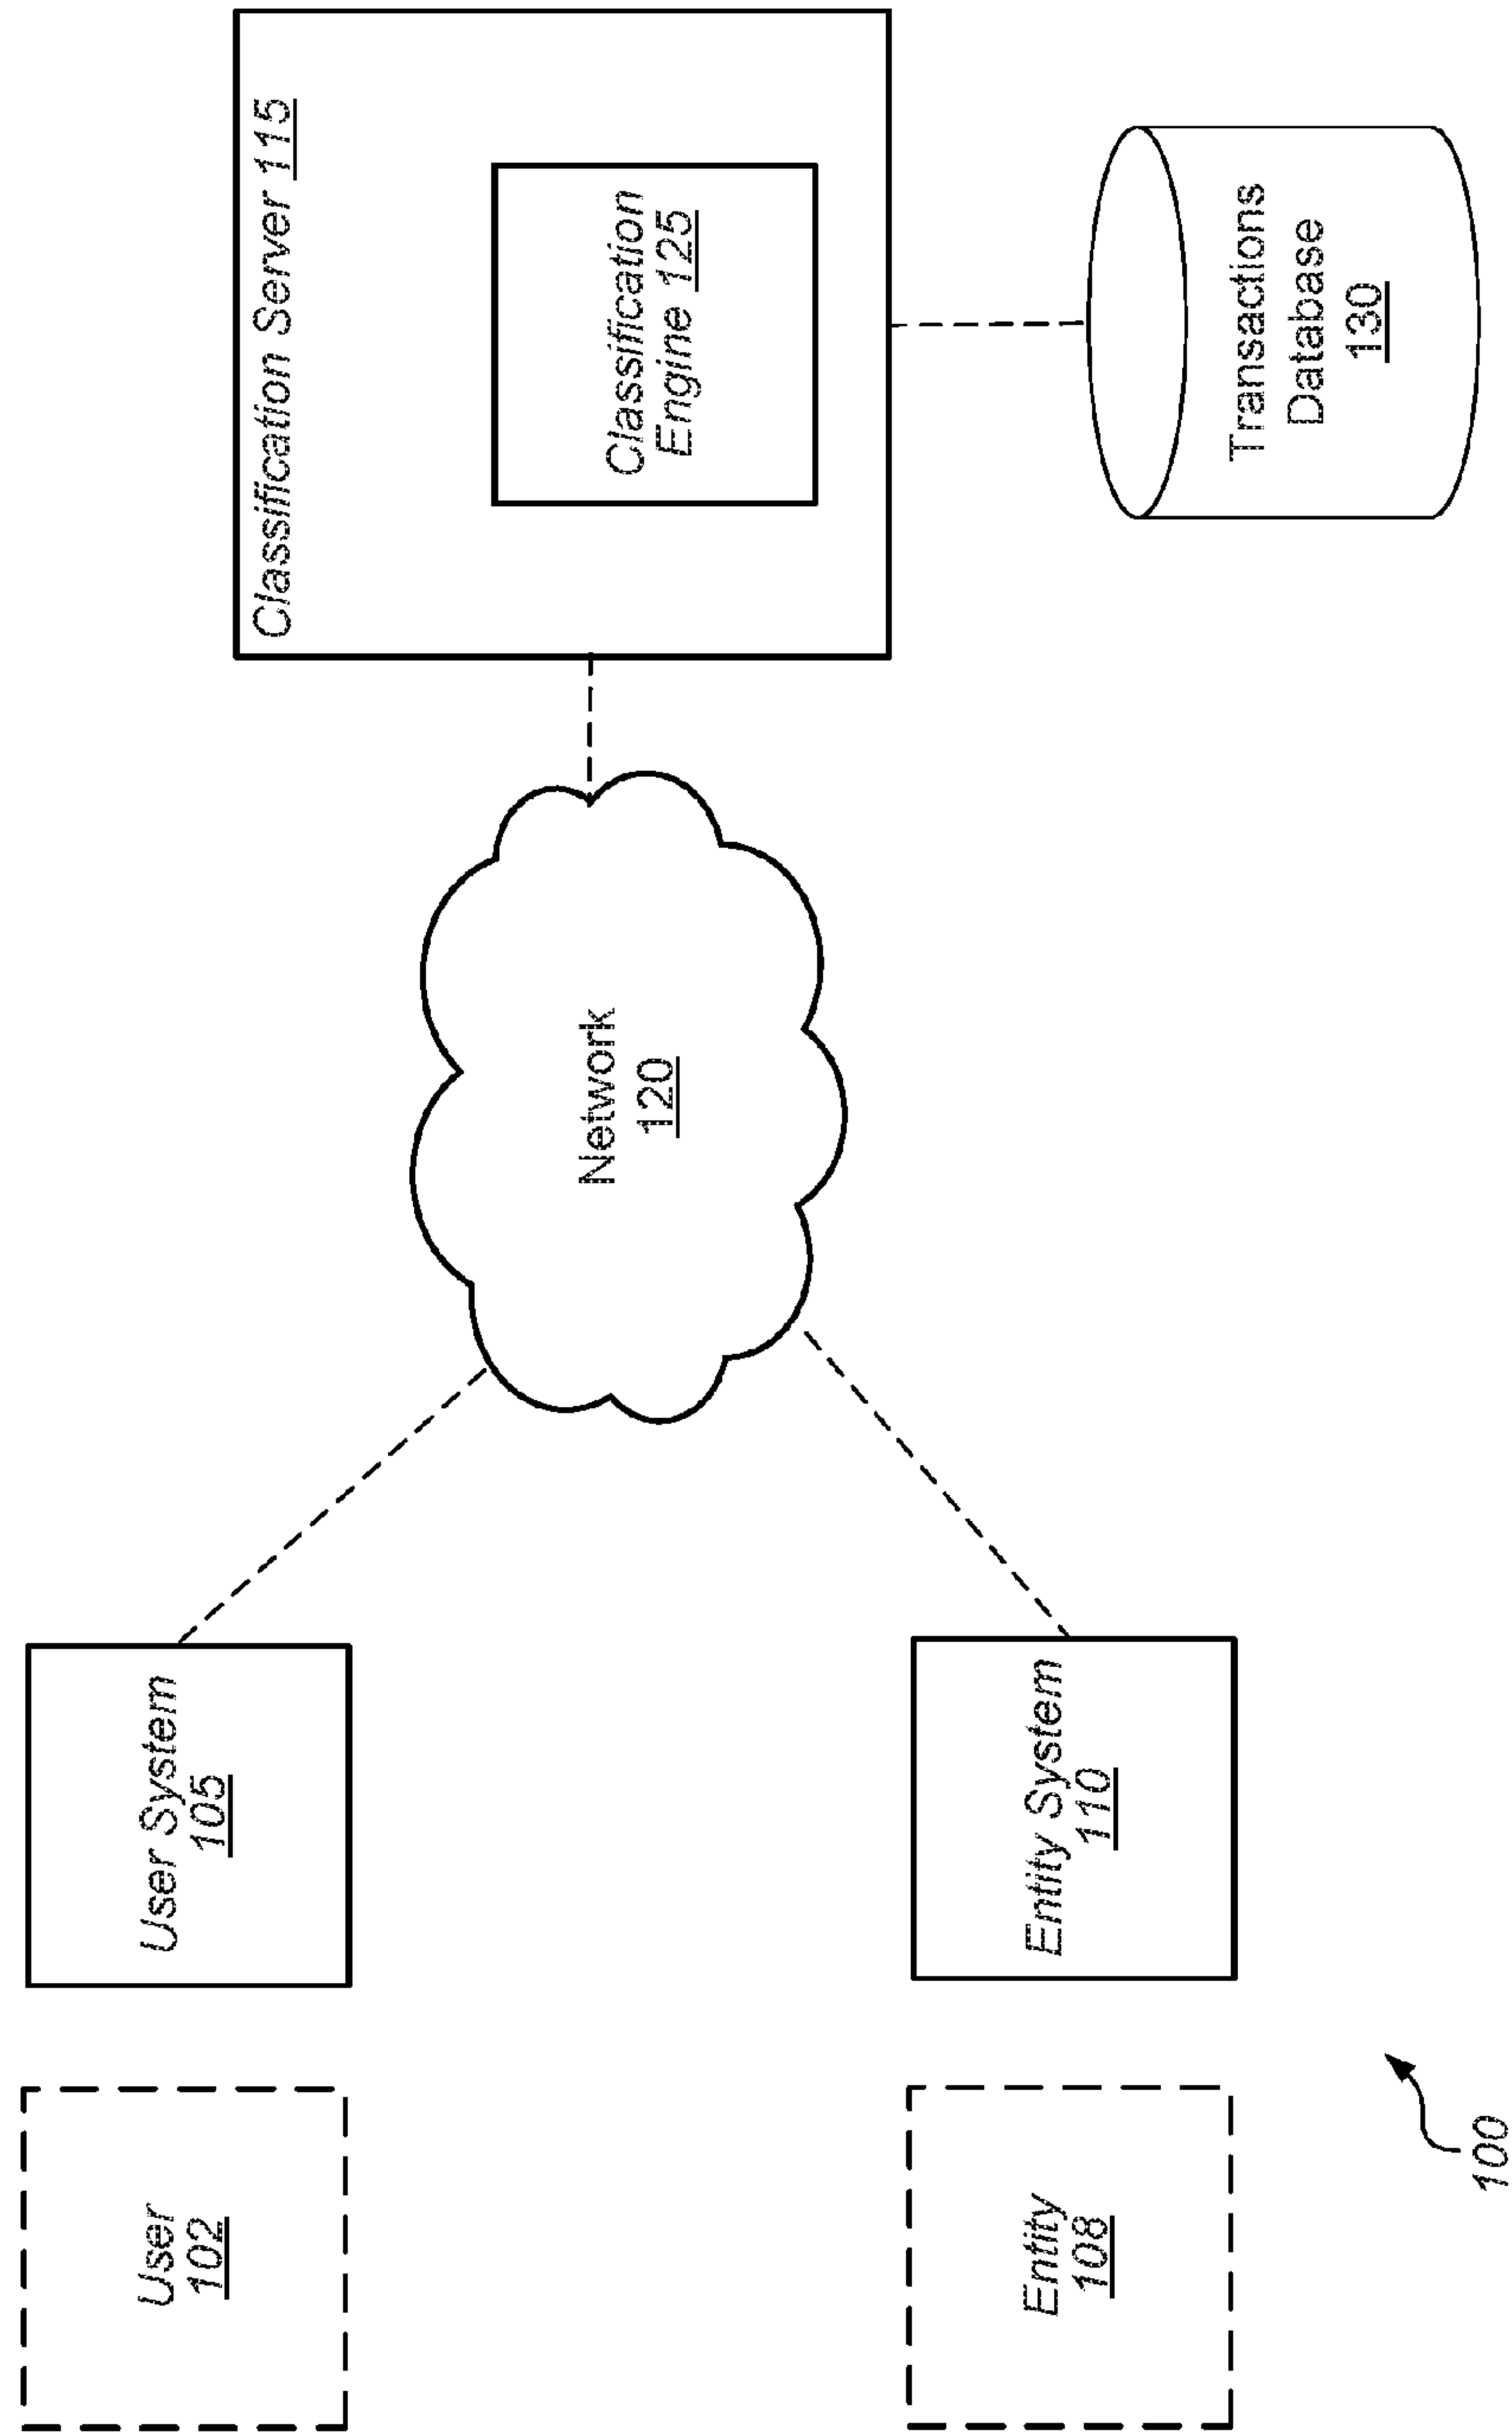 User
102
User System
105
Entity
108
Entity System
110
Network
120
Classification Server 115
Classification
Engine 125
Transactions
Database
130
100